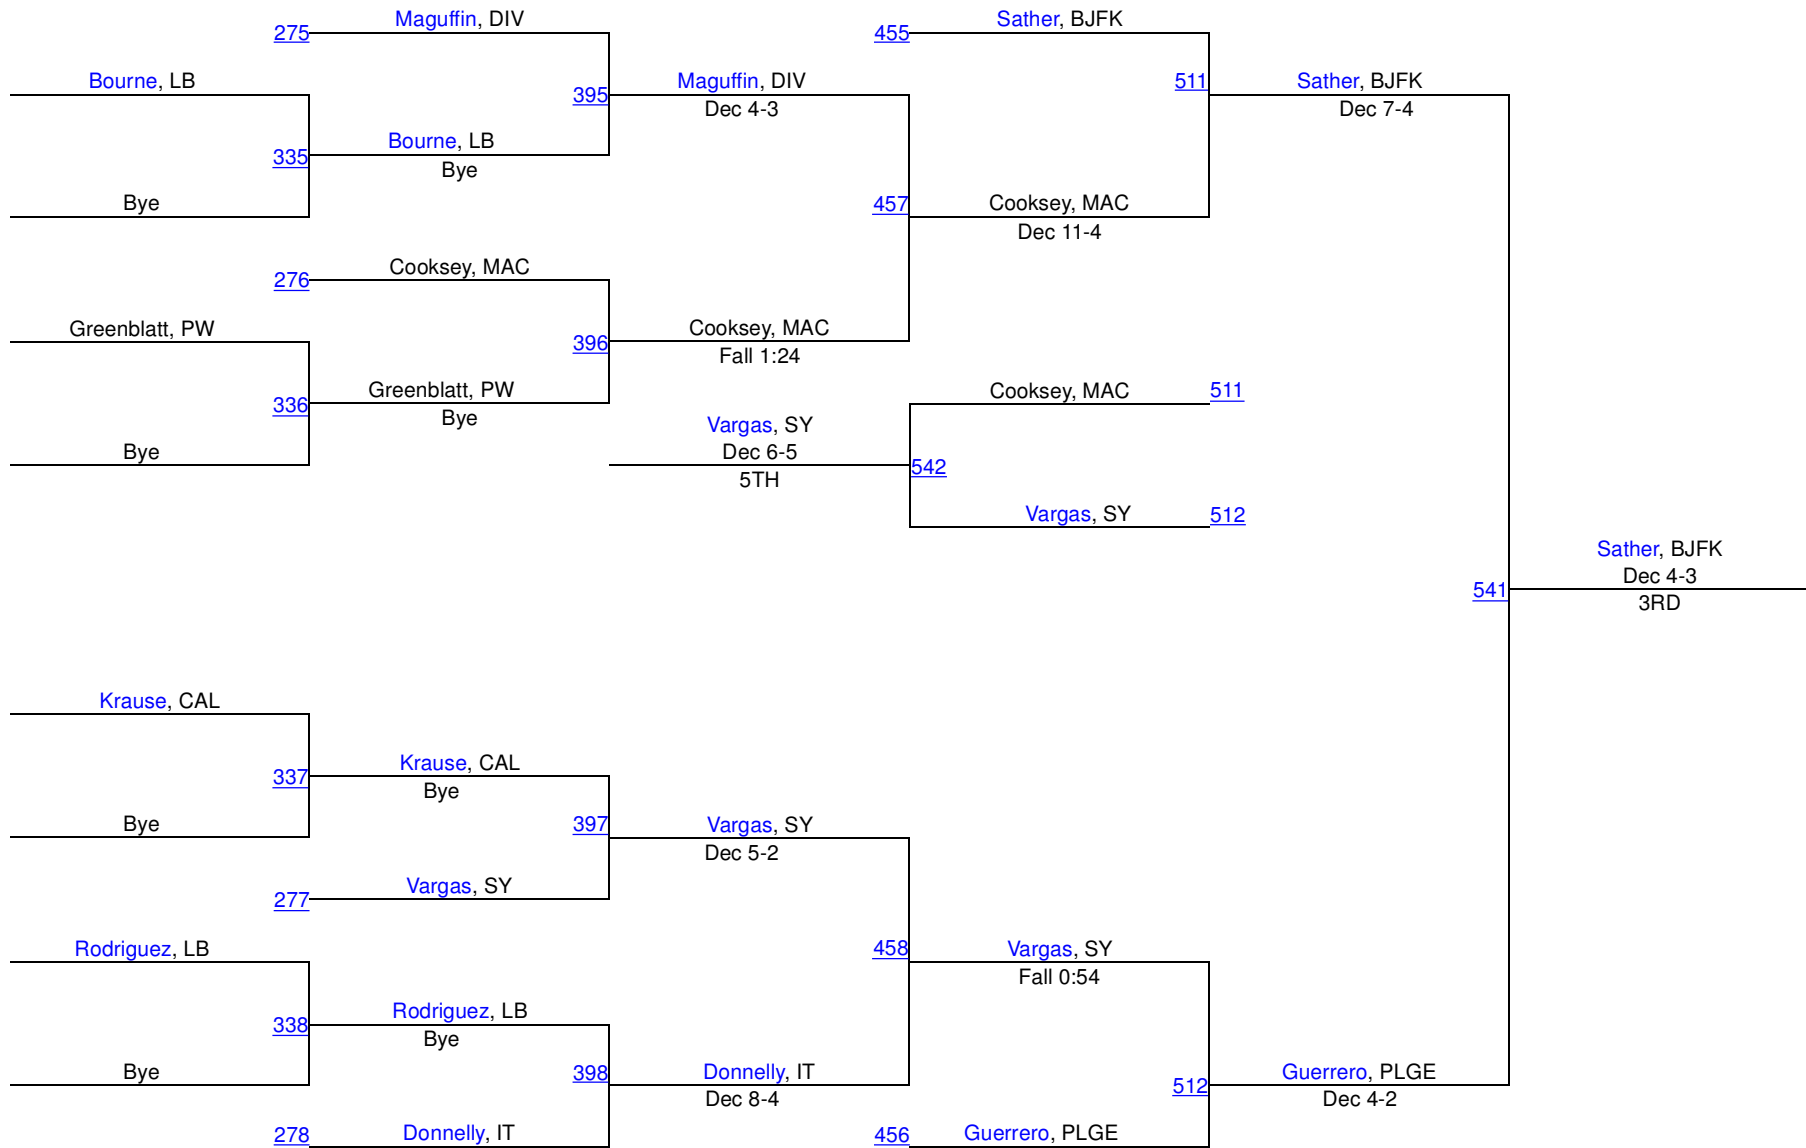 Maguffin, DIV
275
Sather, BJFK
455
Bourne, LB
395
Maguffin, DIV
Dec 4-3
511
Sather, BJFK
Dec 7-4
335
Bourne, LB
Bye
Bye
457
Cooksey, MAC
Dec 11-4
276
Cooksey, MAC
Greenblatt, PW
396
Cooksey, MAC
Fall 1:24
336
Greenblatt, PW
Bye
Cooksey, MAC
511
Bye
Vargas, SY
Dec 6-5
5TH
542
Vargas, SY
512
541
Sather, BJFK
Dec 4-3
3RD
Krause, CAL
337
Krause, CAL
Bye
Bye
397
Vargas, SY
Dec 5-2
277
Vargas, SY
Rodriguez, LB
458
Vargas, SY
Fall 0:54
338
Rodriguez, LB
Bye
Bye
398
Donnelly, IT
Dec 8-4
512
Guerrero, PLGE
Dec 4-2
278
Donnelly, IT
456
Guerrero, PLGE